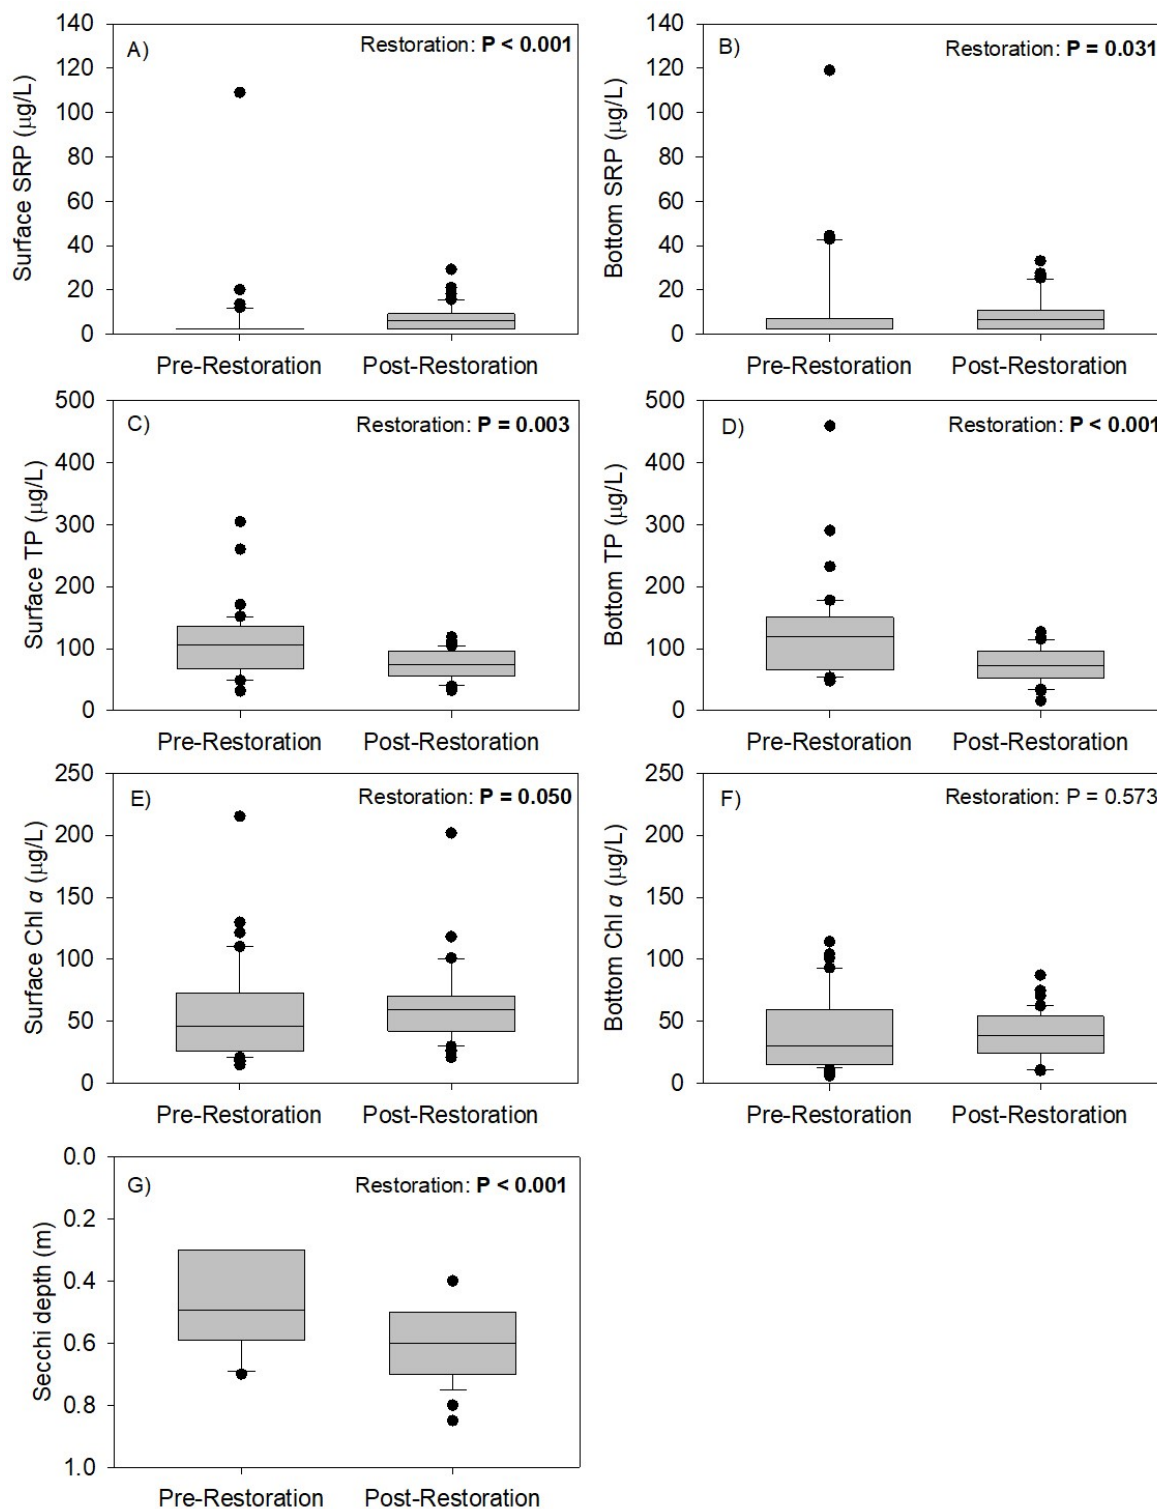 A)
Restoration: P < 0.001
Surface SRP (µg/L)
140
120
100
80
60
40
20
0
Pre-Restoration
Post-Restoration
B)
Restoration: P = 0.031
Bottom SRP (µg/L)
140
120
100
80
60
40
20
0
Pre-Restoration
Post-Restoration
C)
Restoration: P = 0.003
Surface TP (µg/L)
500
400
300
200
100
0
Pre-Restoration
Post-Restoration
D)
Restoration: P < 0.001
Bottom TP (µg/L)
500
400
300
200
100
0
Pre-Restoration
Post-Restoration
E)
Restoration: P = 0.050
Surface Chl a (µg/L)
250
200
150
100
50
0
Pre-Restoration
Post-Restoration
F)
Restoration: P = 0.573
Bottom Chl a (µg/L)
250
200
150
100
50
0
Pre-Restoration
Post-Restoration
G)
Restoration: P < 0.001
Secchi depth (m)
0.0
0.2
0.4
0.6
0.8
1.0
Pre-Restoration
Post-Restoration